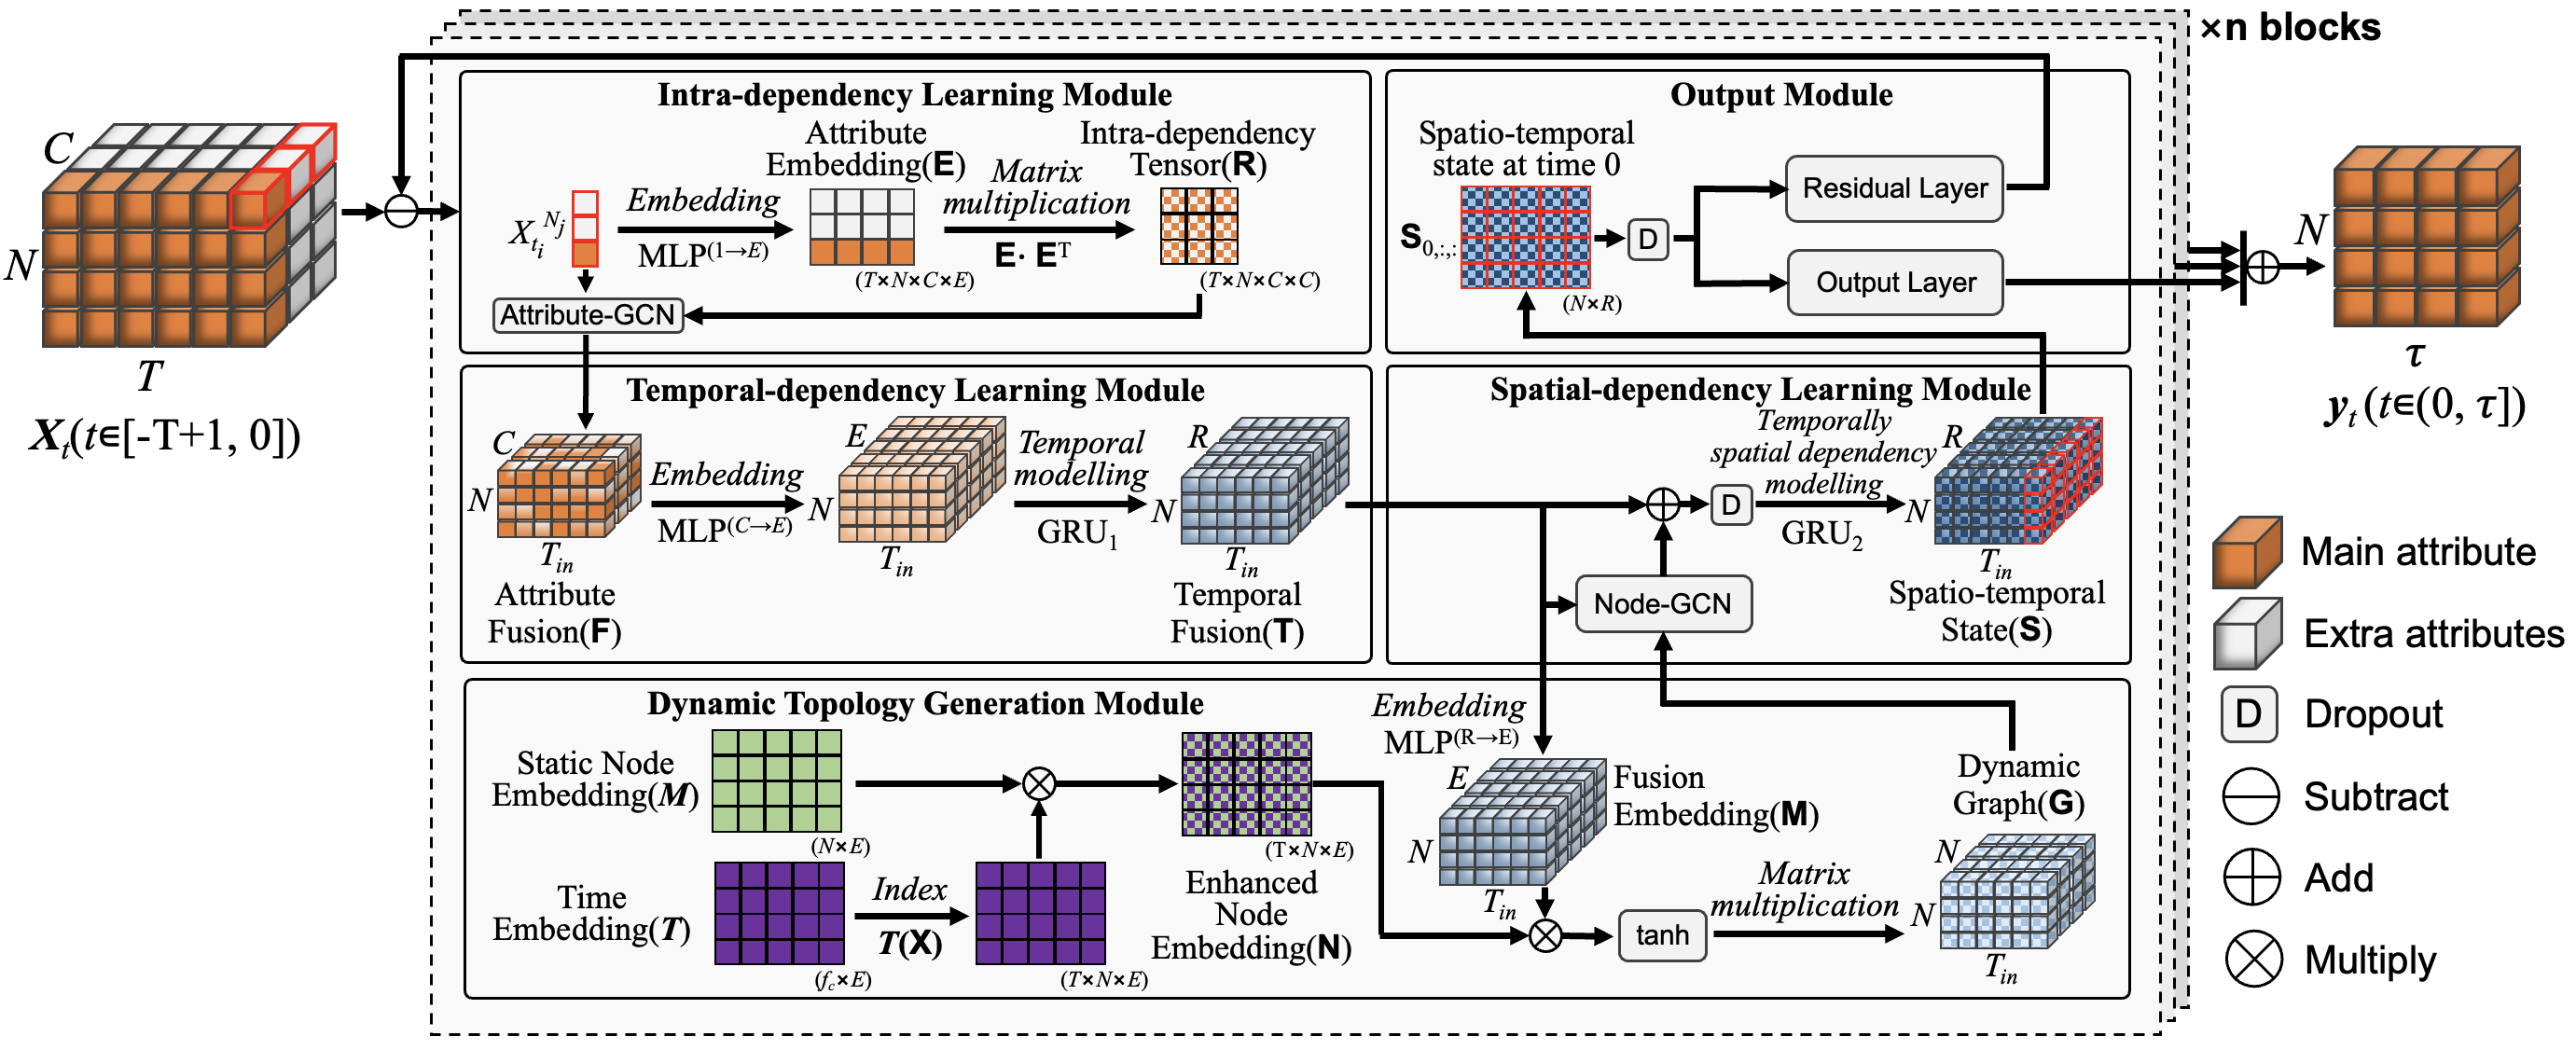 ×n blocks
Intra-dependency Learning Module
Attribute
Embedding(E)
Intra-dependency
Tensor(R)
X_{t_i}^{N_j}
Embedding
MLP^{(1→E)}
(T×N×C×E)
Matrix
multiplication
E· E^T
(T×N×C×C)
Attribute-GCN
Output Module
Spatio-temporal
state at time 0
S_{0,:,:}
(N×R)
D
Residual Layer
Output Layer
C
N
T
X_t(t∈[-T+1, 0])
N
τ
y_t(t∈(0, τ])
Temporal-dependency Learning Module
C
N
T_{in}
Attribute
Fusion(F)
Embedding
MLP^{(C→E)}
E
N
T_{in}
Temporal
modelling
GRU_1
R
N
T_{in}
Temporal
Fusion(T)
Spatial-dependency Learning Module
D
Temporally
spatial dependency
modelling
GRU_2
R
N
T_{in}
Spatio-temporal
State(S)
Node-GCN
Dynamic Topology Generation Module
Static Node
Embedding(M)
(N×E)
Time
Embedding(T)
(f_c×E)
Index
T(X)
(T×N×E)
(T×N×E)
Enhanced
Node
Embedding(N)
Embedding
MLP^{(R→E)}
E
N
T_{in}
Fusion
Embedding(M)
tanh
Matrix
multiplication
Dynamic
Graph(G)
N
N
T_{in}
Main attribute
Extra attributes
D
Dropout
Subtract
Add
Multiply